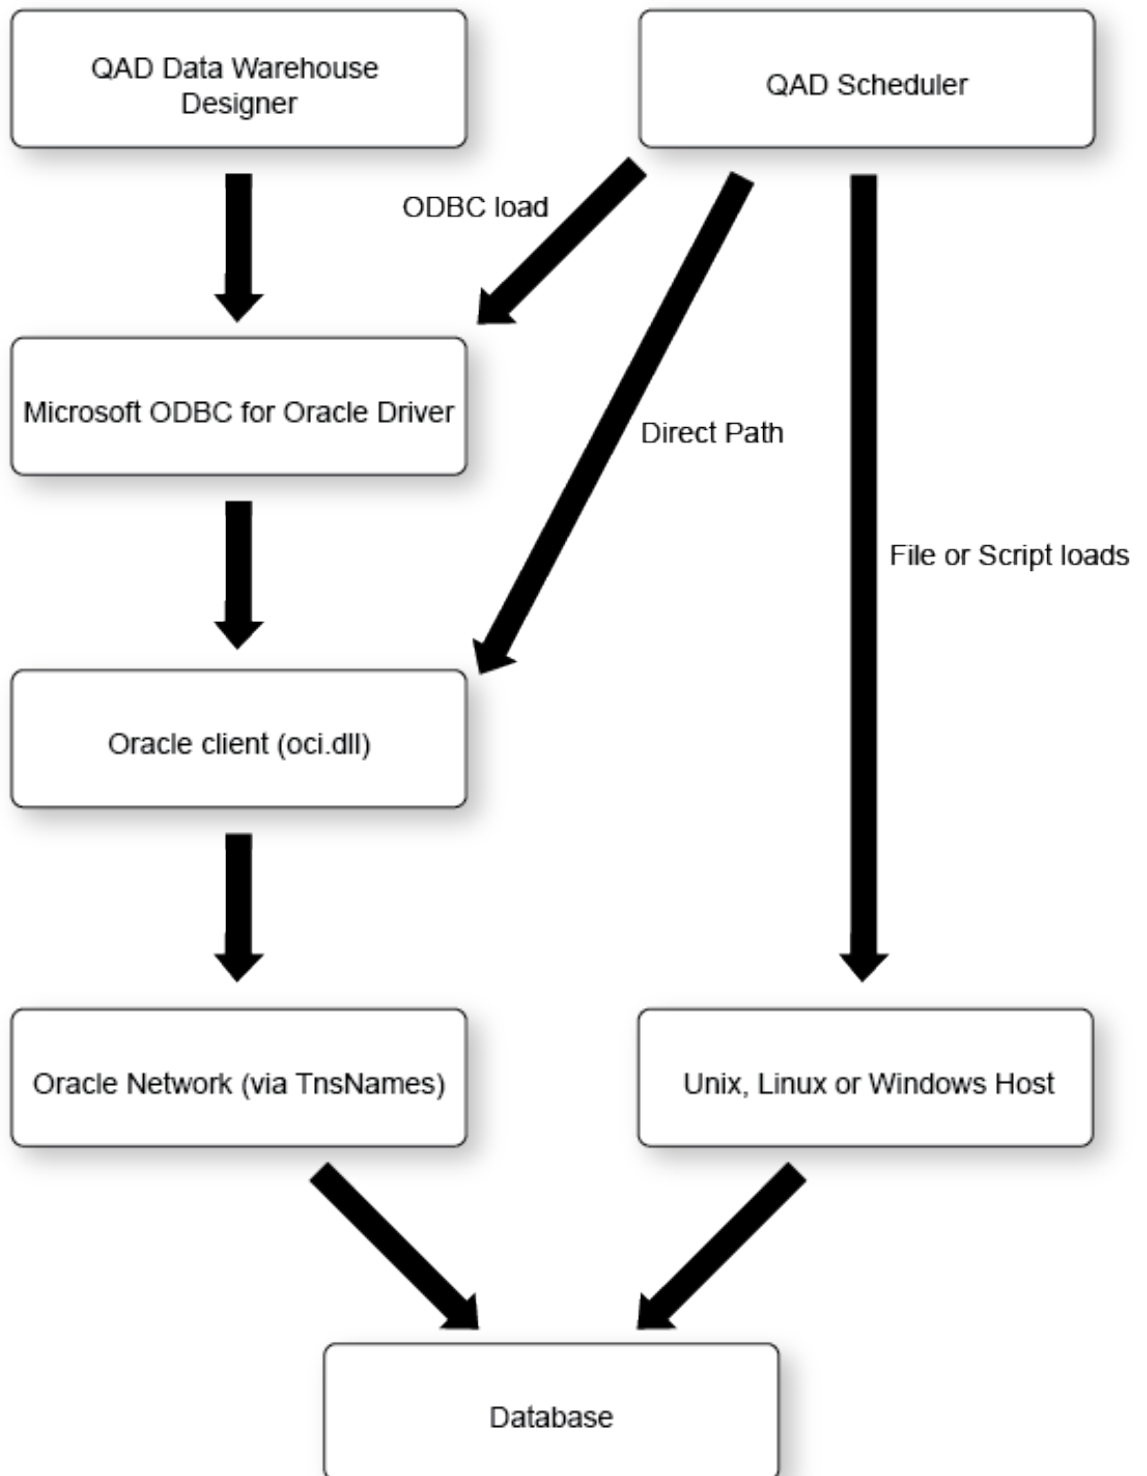 QAD Data Warehouse
Designer
QAD Scheduler
ODBC load
Microsoft ODBC for Oracle Driver
Direct Path
File or Script loads
Oracle client (oci.dll)
Oracle Network (via TnsNames)
Unix, Linux or Windows Host
Database